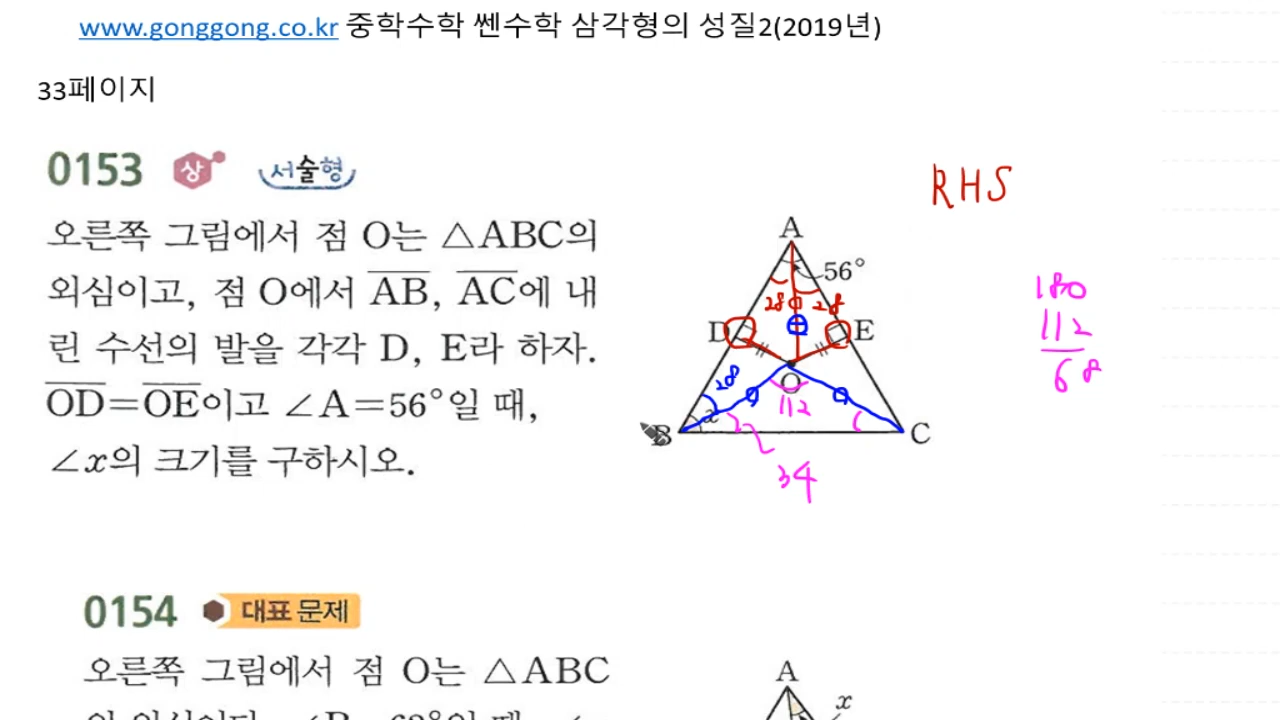 www.gonggong.co.kr 중학수학 쎈수학 삼각형의 성질2(2019년)
33페이지
0153 상 서술형
오른쪽 그림에서 점 O는 △ABC의
외심이고, 점 O에서 AB, AC에 내
린 수선의 발을 각각 D, E라 하자.
OD=OE이고 ∠A=56°일 때,
∠x의 크기를 구하시오.
RHS
A
56°
28 28
D E
28
O
112
x
B C
34
180
112
68
0154 대표 문제
오른쪽 그림에서 점 O는 △ABC
A
x